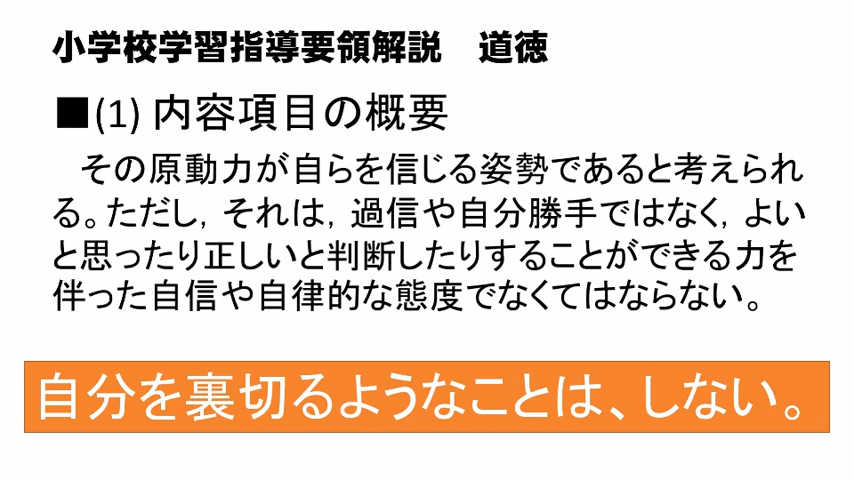 小学校学習指導要領解説　道徳
■(1) 内容項目の概要
　その原動力が自らを信じる姿勢であると考えられ
る。ただし，それは，過信や自分勝手ではなく，よい
と思ったり正しいと判断したりすることができる力を
伴った自信や自律的な態度でなくてはならない。
自分を裏切るようなことは、しない。